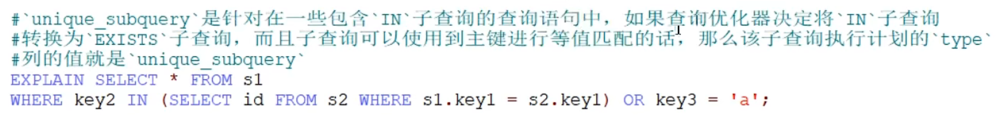 #`unique_subquery`是针对在一些包含`IN`子查询的查询语句中，如果查询优化器决定将`IN`子查询
#转换为`EXISTS`子查询，而且子查询可以使用到主键进行等值匹配的话，那么该子查询执行计划的`type`
#列的值就是`unique_subquery`
EXPLAIN SELECT * FROM s1
WHERE key2 IN (SELECT id FROM s2 WHERE s1.key1 = s2.key1) OR key3 = 'a';